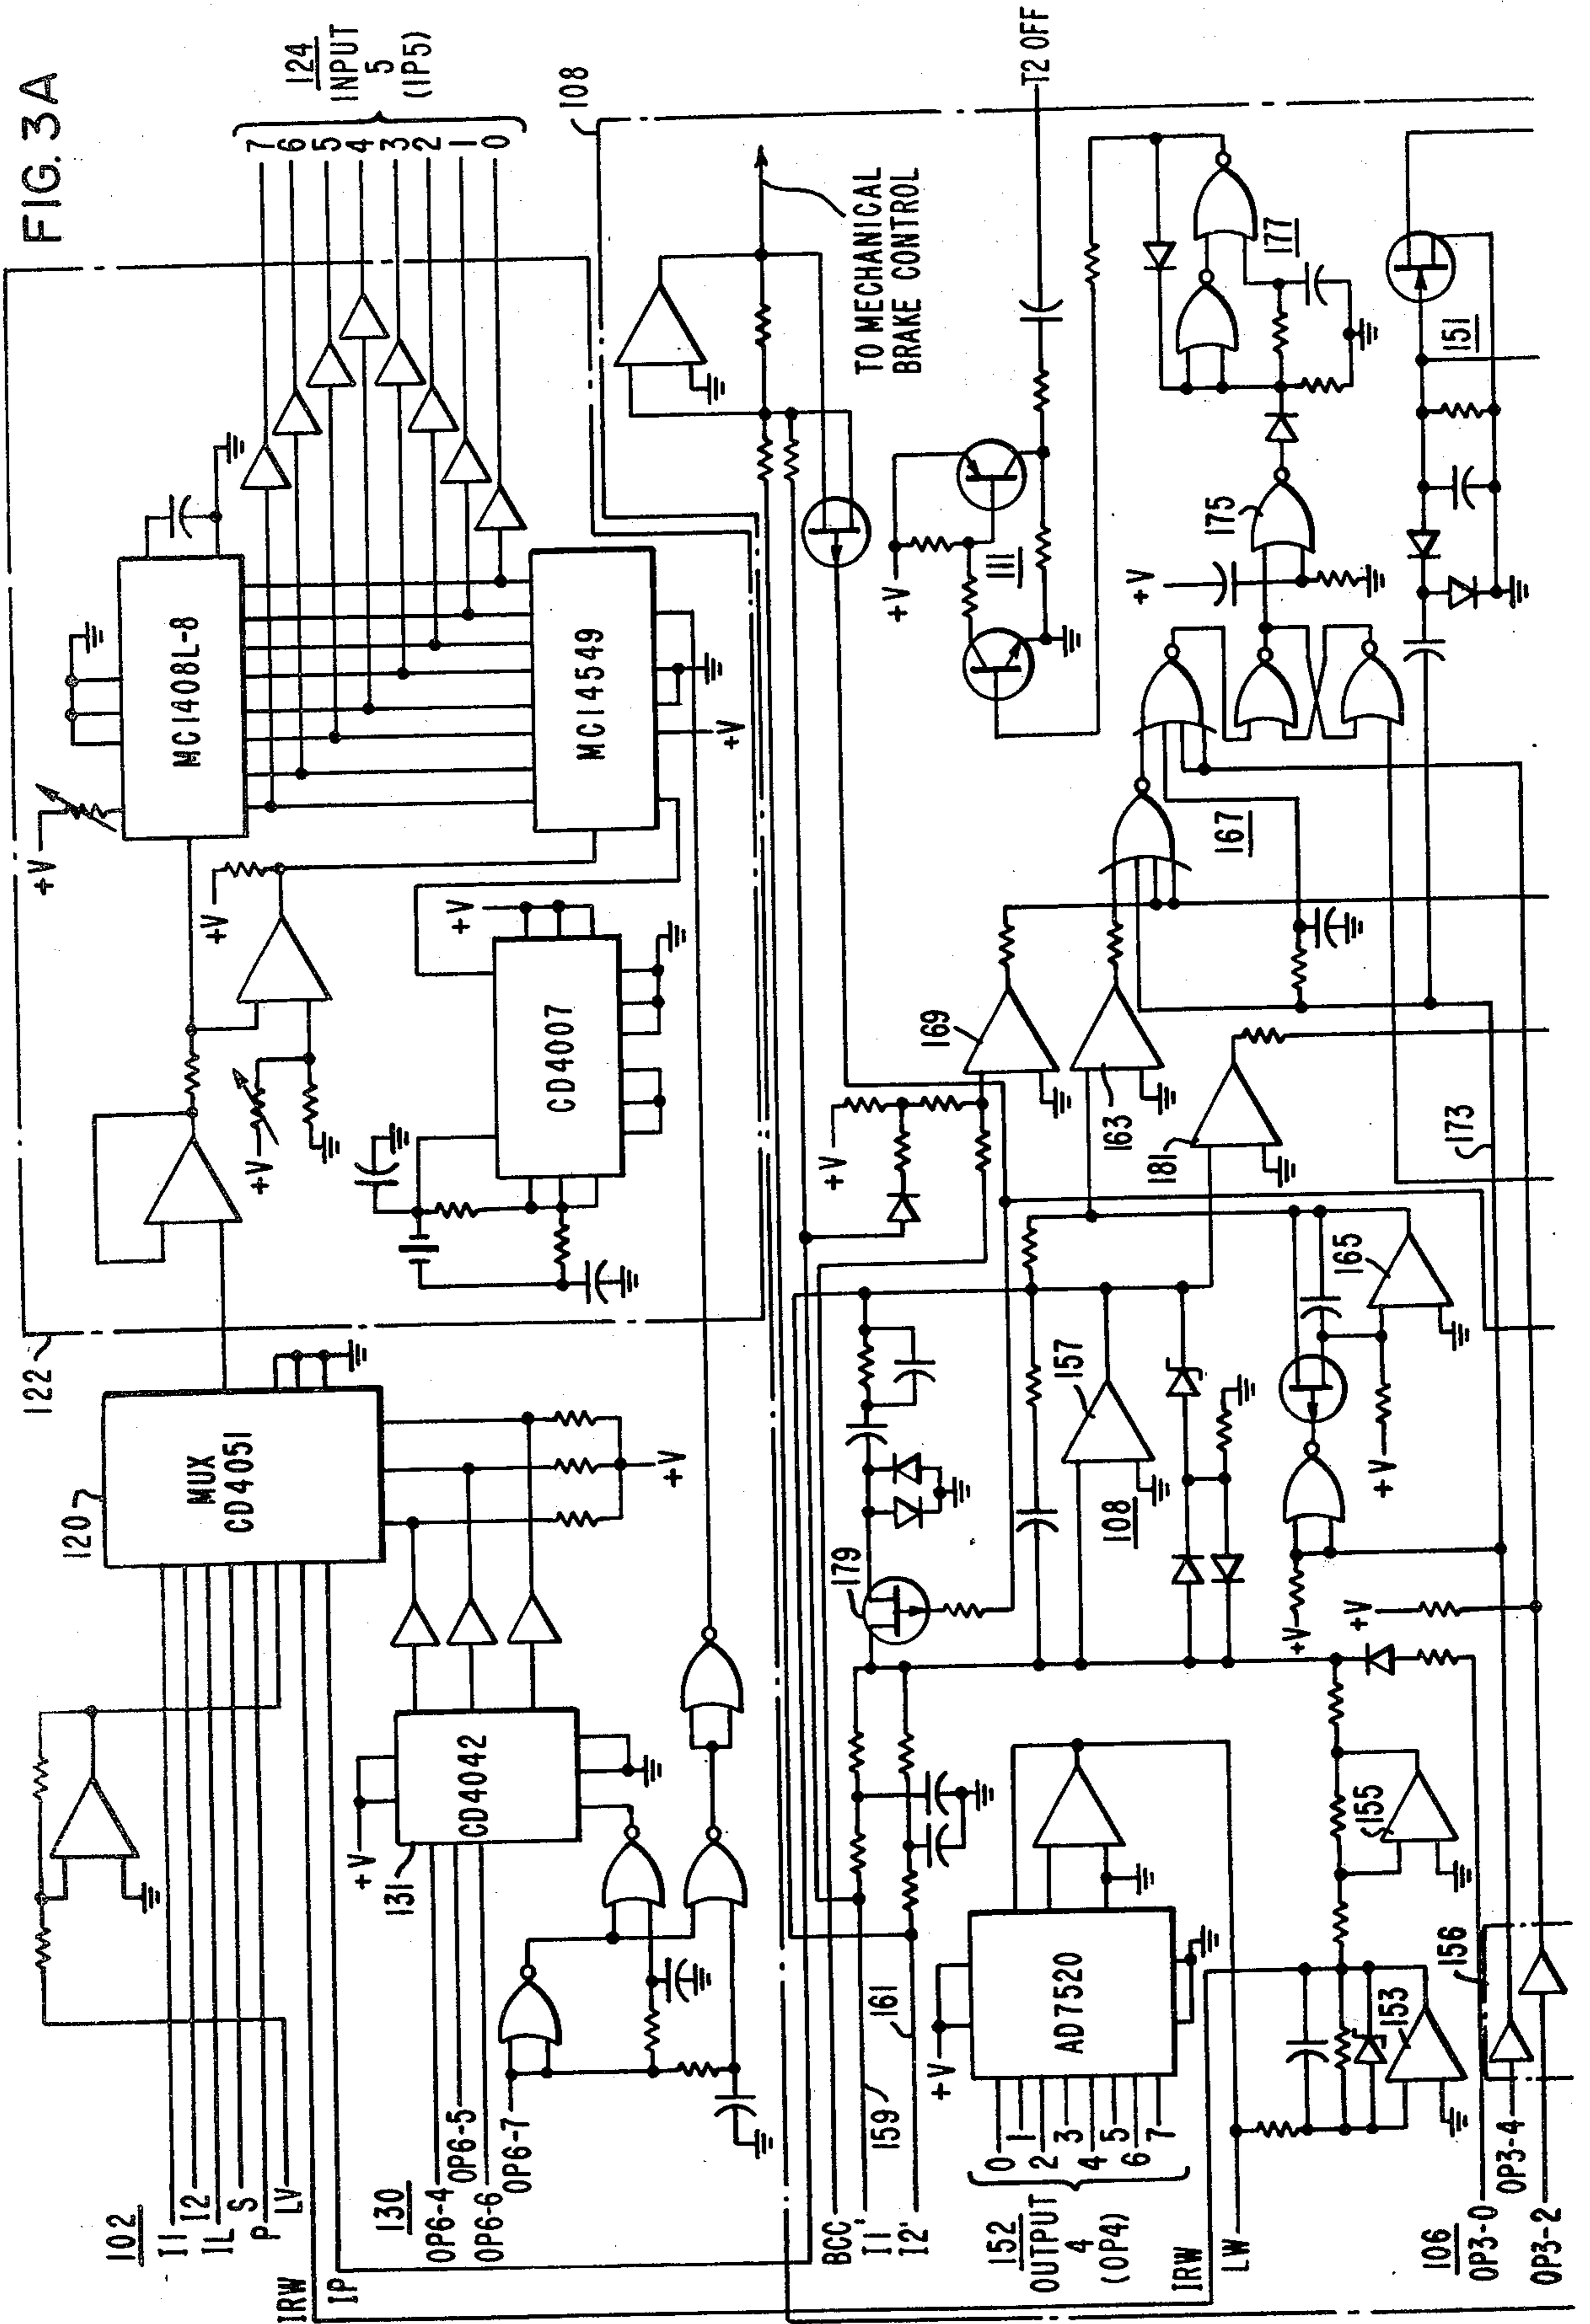 FIG. 3A
122
120
MUX
CD4051
102
I1
I2
IL
S
P
LV
IRW
IP
130
OP6-4
OP6-5
OP6-6
OP6-7
131
CD4042
+V
+V
+V
+V
+V
MC1408L-8
MC14549
+V
CD4007
+V
+V
124
INPUT
5
(IP5)
7
6
5
4
3
2
1
0
108
TO MECHANICAL
BRAKE CONTROL
T2 OFF
BCC
I1'
I2'
159
161
152
OUTPUT
4
(OP4)
0
1
2
3
4
5
6
7
AD7520
+V
IRW
LW
106
OP3-0
OP3-4
OP3-2
153
155
156
179
157
108
165
+V
+V
+V
+V
169
163
181
173
167
111
+V
+V
175
177
151